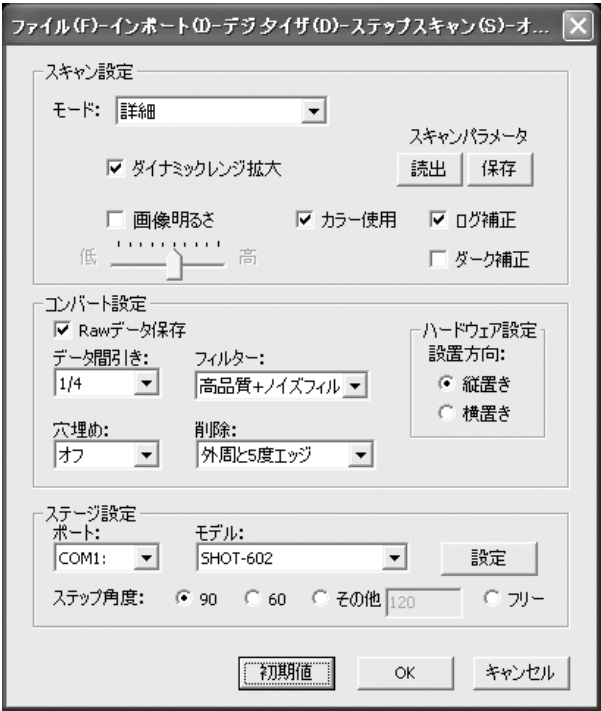 ファイル(F)-インポート(I)-デジタイザ(D)-ステップスキャン(S)-オ...
スキャン設定
モード: 詳細
スキャンパラメータ
ダイナミックレンジ拡大 読出 保存
画像明るさ カラー使用 ログ補正
低 高 ダーク補正
コンバート設定
Rawデータ保存 ハードウェア設定
データ間引き: フィルター: 設置方向:
1/4 高品質+ノイズフィル 縦置き
横置き
穴埋め: 削除:
オフ 外周と5度エッジ
ステージ設定
ポート: モデル:
COM1: SHOT-602 設定
ステップ角度: 90 60 その他 120 フリー
初期値 OK キャンセル